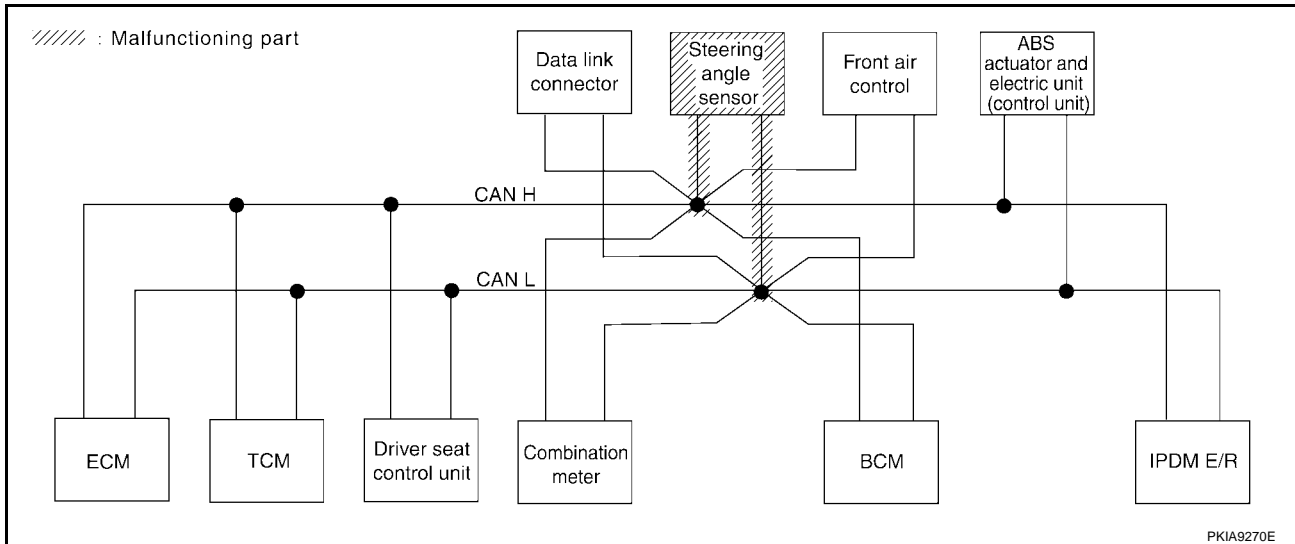 : Malfunctioning part
Data link
connector
Steering
angle
sensor
Front air
control
ABS
actuator and
electric unit
(control unit)
CAN H
CAN L
ECM
TCM
Driver seat
control unit
Combination
meter
BCM
IPDM E/R
PKIA9270E